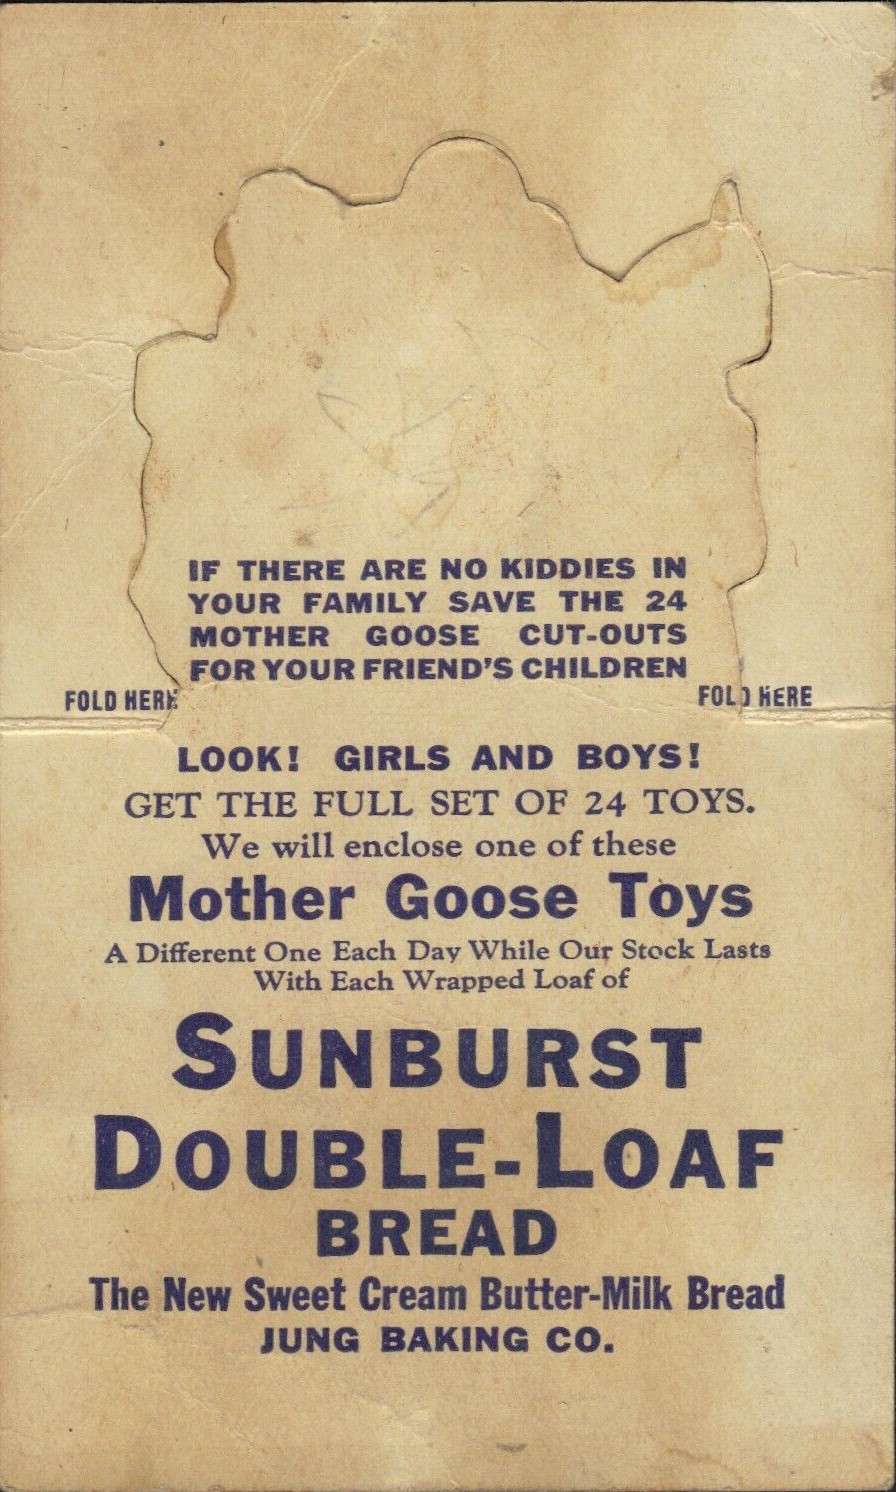 IF THERE ARE NO KIDDIES IN
YOUR FAMILY SAVE THE 24
MOTHER GOOSE CUT-OUTS
FOR YOUR FRIEND'S CHILDREN
FOLD HERE FOLD HERE
LOOK! GIRLS AND BOYS!
GET THE FULL SET OF 24 TOYS.
We will enclose one of these
Mother Goose Toys
A Different One Each Day While Our Stock Lasts
With Each Wrapped Loaf of
SUNBURST
DOUBLE-LOAF
BREAD
The New Sweet Cream Butter-Milk Bread
JUNG BAKING CO.